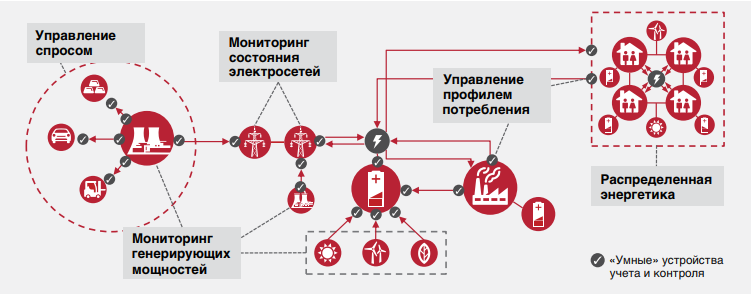 Управление
спросом
Мониторинг
состояния
электросетей
Управление
профилем
потребления
Распределенная
энергетика
Мониторинг
генерирующих
мощностей
«Умные» устройства
учета и контроля